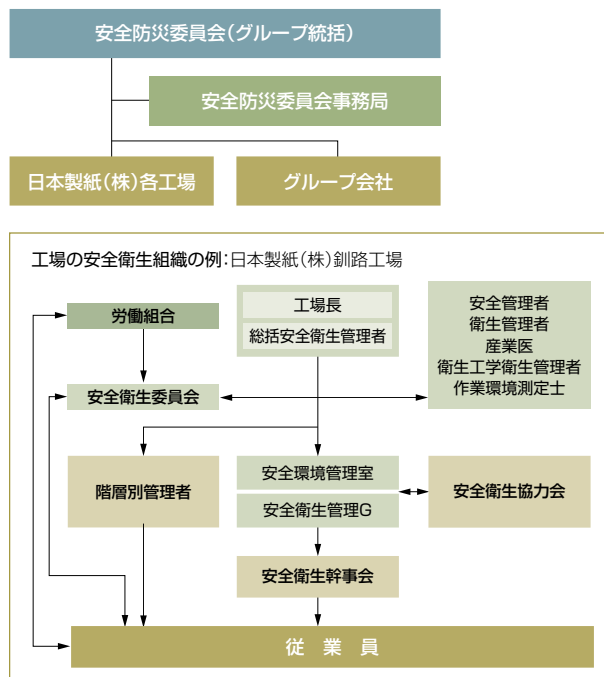 安全防災委員会(グループ統括)
安全防災委員会事務局
日本製紙(株)各工場
グループ会社
工場の安全衛生組織の例:日本製紙(株)釧路工場
労働組合
工場長
総括安全衛生管理者
安全管理者
衛生管理者
産業医
衛生工学衛生管理者
作業環境測定士
安全衛生委員会
階層別管理者
安全環境管理室
安全衛生管理G
安全衛生協力会
安全衛生幹事会
従業員